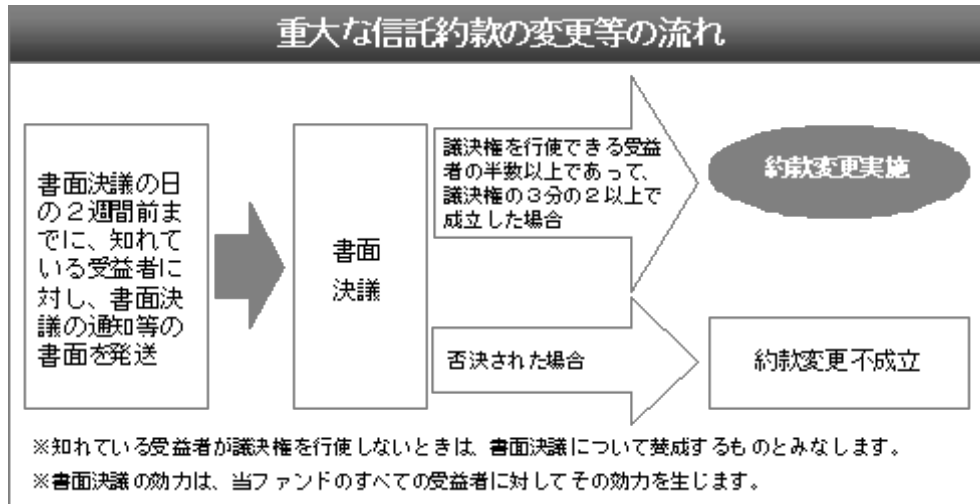 重大な信託約款の変更等の流れ
書面決議の日
の２週間前ま
でに、知れて
いる受益者に
対し、書面決
議の通知等の
書面を発送
書面
決議
議決権を行使できる受益
者の半数以上であって、
議決権の３分の２以上で
成立した場合
約款変更実施
否決された場合
約款変更不成立
※知れている受益者が議決権を行使しないときは、書面決議について賛成するものとみなします。
※書面決議の効力は、当ファンドのすべての受益者に対してその効力を生じます。